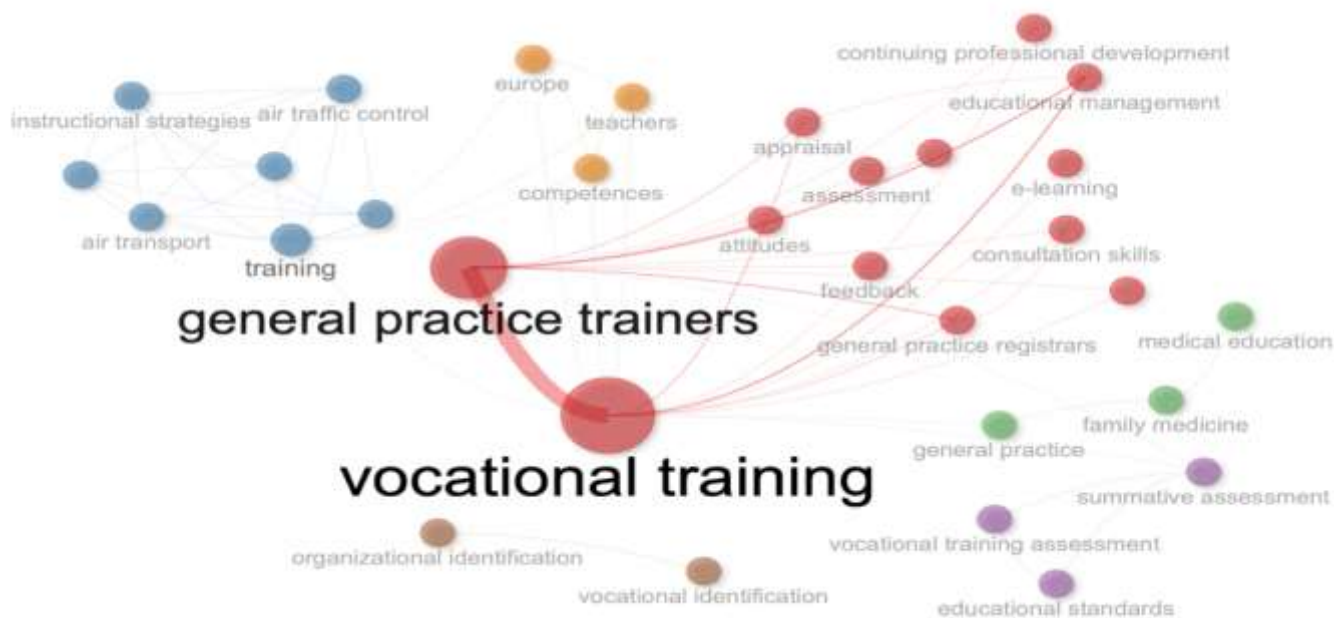 continuing professional development
europe
educational management
instructional strategies
air traffic control
teachers
appraisal
competences
assessment
e-learning
air transport
attitudes
consultation skills
training
feedback
general practice trainers
general practice registrars
medical education
family medicine
general practice
vocational training
summative assessment
organizational identification
vocational training assessment
vocational identification
educational standards